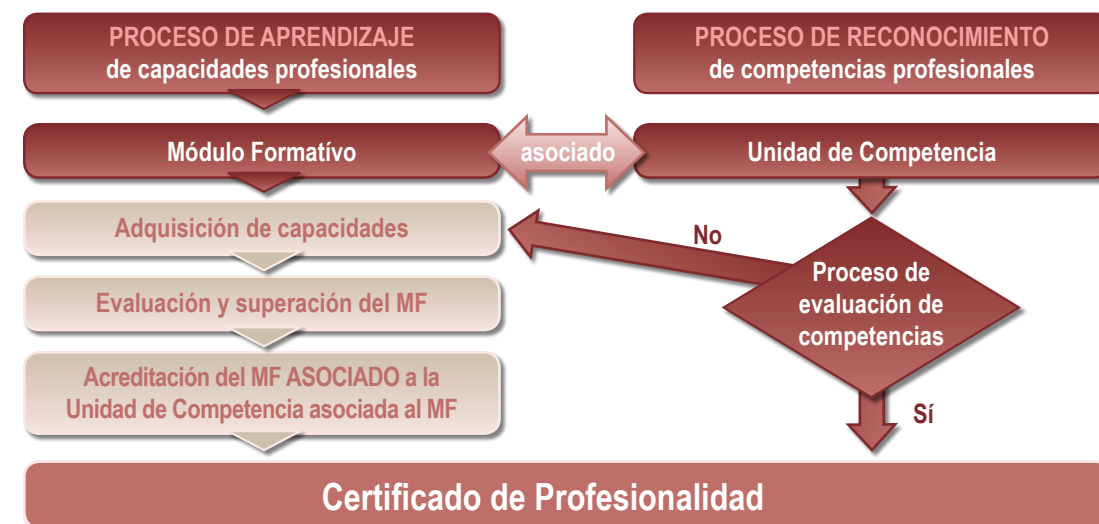 PROCESO DE APRENDIZAJE
de capacidades profesionales
PROCESO DE RECONOCIMIENTO
de competencias profesionales
Módulo Formatívo
asociado
Unidad de Competencia
Adquisición de capacidades
No
Proceso de
evaluación de
competencias
Evaluación y superación del MF
Acreditación del MF ASOCIADO a la
Unidad de Competencia asociada al MF
Sí
Certificado de Profesionalidad